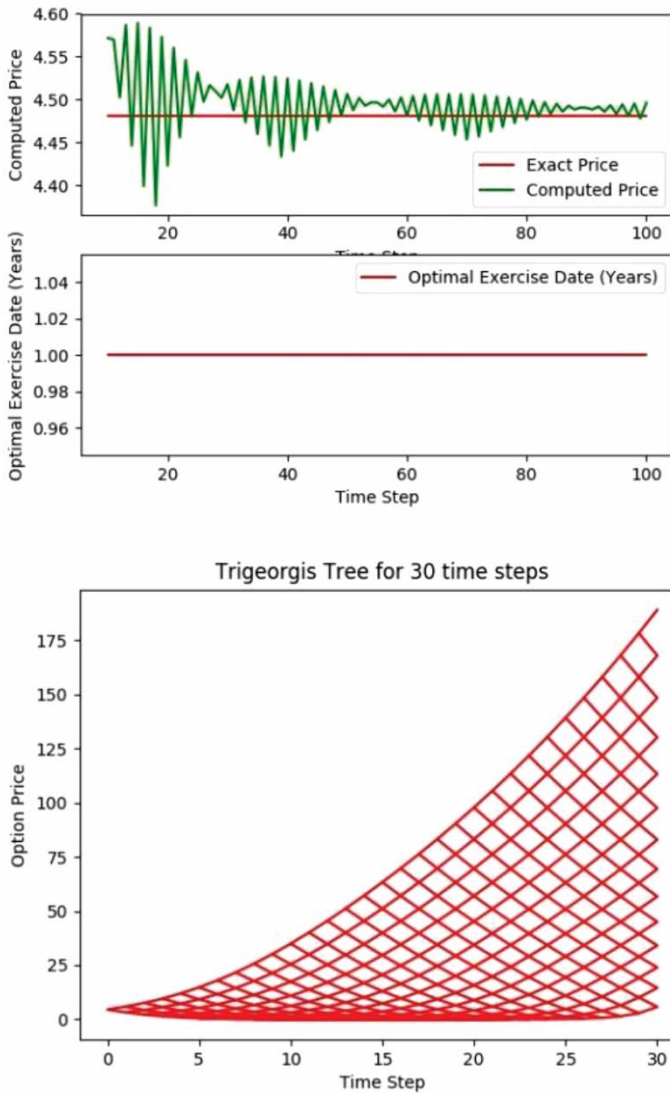 4.60
4.55
4.50
4.45
4.40
Computed Price
Exact Price
Computed Price
20 40 60 80 100
Time Step
1.04
1.02
1.00
0.98
0.96
Optimal Exercise Date (Years)
Optimal Exercise Date (Years)
20 40 60 80 100
Time Step
Trigeorgis Tree for 30 time steps
175
150
125
100
75
50
25
0
Option Price
0 5 10 15 20 25 30
Time Step